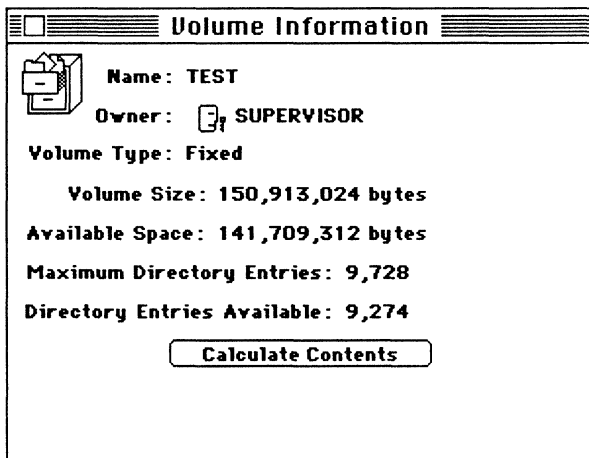 Volume Information
Name: TEST
Owner: SUPERVISOR
Volume Type: Fixed
Volume Size: 150,913,024 bytes
Available Space: 141,709,312 bytes
Maximum Directory Entries: 9,728
Directory Entries Available: 9,274
Calculate Contents